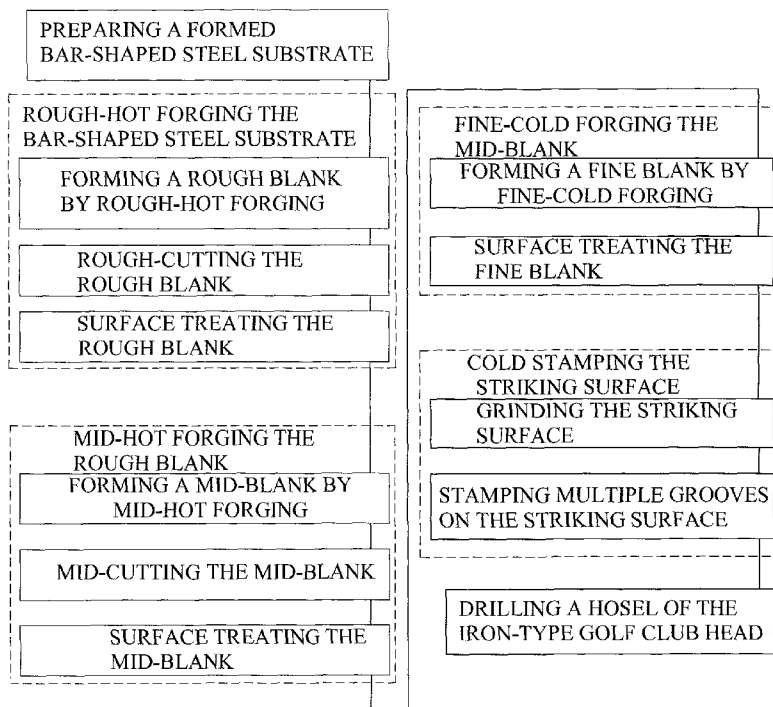 PREPARING A FORMED
BAR-SHAPED STEEL SUBSTRATE
ROUGH-HOT FORGING THE
BAR-SHAPED STEEL SUBSTRATE
FORMING A ROUGH BLANK
BY ROUGH-HOT FORGING
ROUGH-CUTTING THE
ROUGH BLANK
SURFACE TREATING THE
ROUGH BLANK
MID-HOT FORGING THE
ROUGH BLANK
FORMING A MID-BLANK BY
MID-HOT FORGING
MID-CUTTING THE MID-BLANK
SURFACE TREATING THE
MID-BLANK
FINE-COLD FORGING THE
MID-BLANK
FORMING A FINE BLANK BY
FINE-COLD FORGING
SURFACE TREATING THE
FINE BLANK
COLD STAMPING THE
STRIKING SURFACE
GRINDING THE STRIKING
SURFACE
STAMPING MULTIPLE GROOVES
ON THE STRIKING SURFACE
DRILLING A HOSEL OF THE
IRON-TYPE GOLF CLUB HEAD